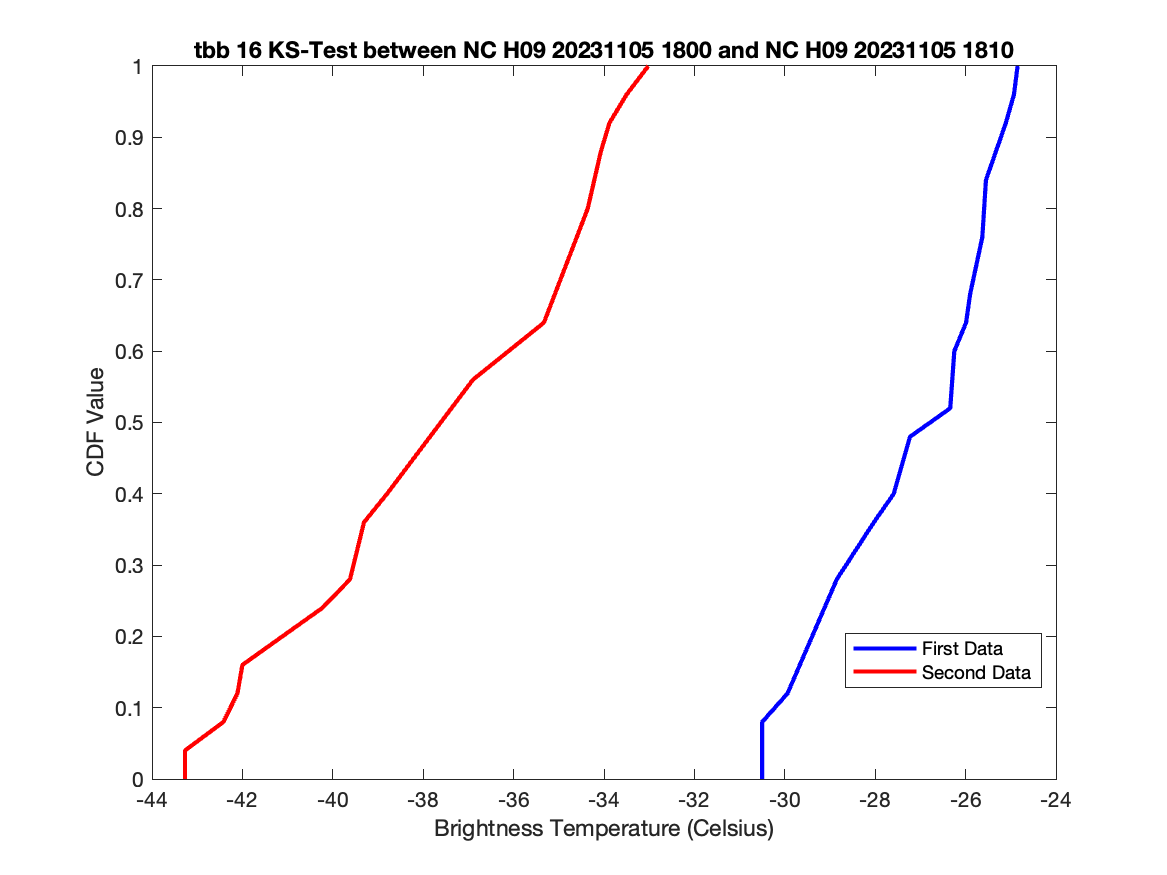 tbb 16 KS-Test between NC H09 20231105 1800 and NC H09 20231105 1810
1
0.9
0.8
0.7
0.6
0.5
0.4
0.3
0.2
0.1
0
CDF Value
First Data
Second Data
-44 -42 -40 -38 -36 -34 -32 -30 -28 -26 -24
Brightness Temperature (Celsius)